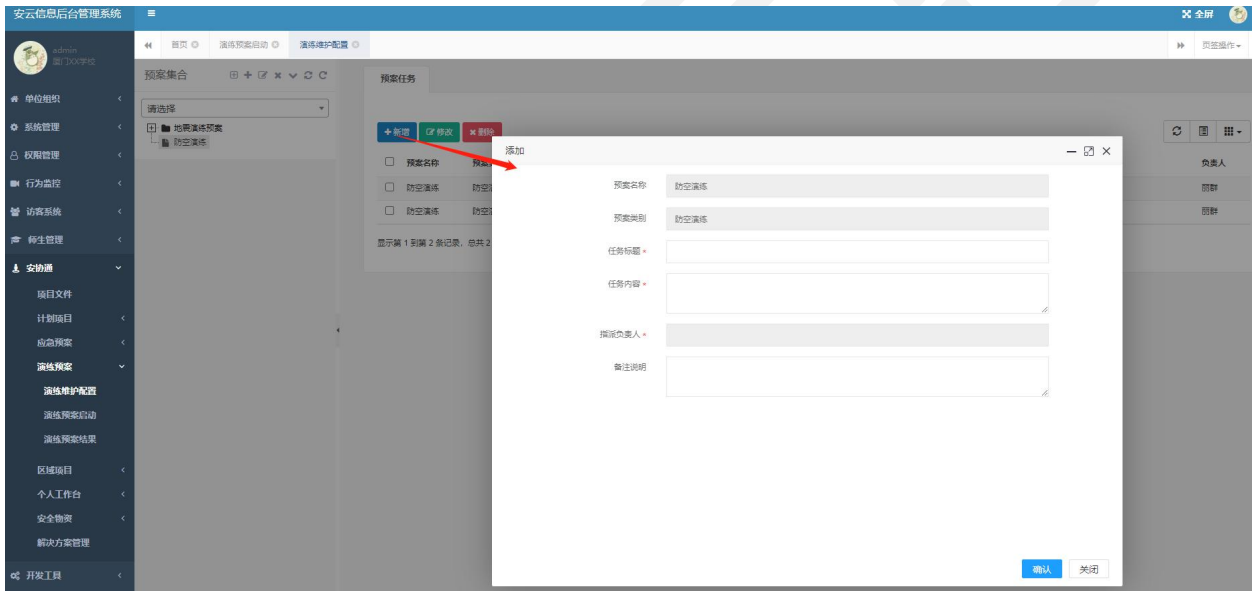 安云信息后台管理系统
全屏
admin
厦门XX学校
首页
演练预案启动
演练维护配置
页签操作
单位组织
系统管理
权限管理
行为监控
访客系统
师生管理
安协通
项目文件
计划项目
应急预案
演练预案
演练维护配置
演练预案启动
演练预案结果
区域项目
个人工作台
安全物资
解决方案管理
开发工具
预案集合
请选择
地震演练预案
防空演练
预案任务
新增 修改 删除
预案名称 负责人
防空演练 丽群
防空演练 丽群
显示第 1 到第 2 条记录，总共 2
添加
预案名称 防空演练
预案类别 防空演练
任务标题 *
任务内容 *
指派负责人 *
备注说明
确认 关闭